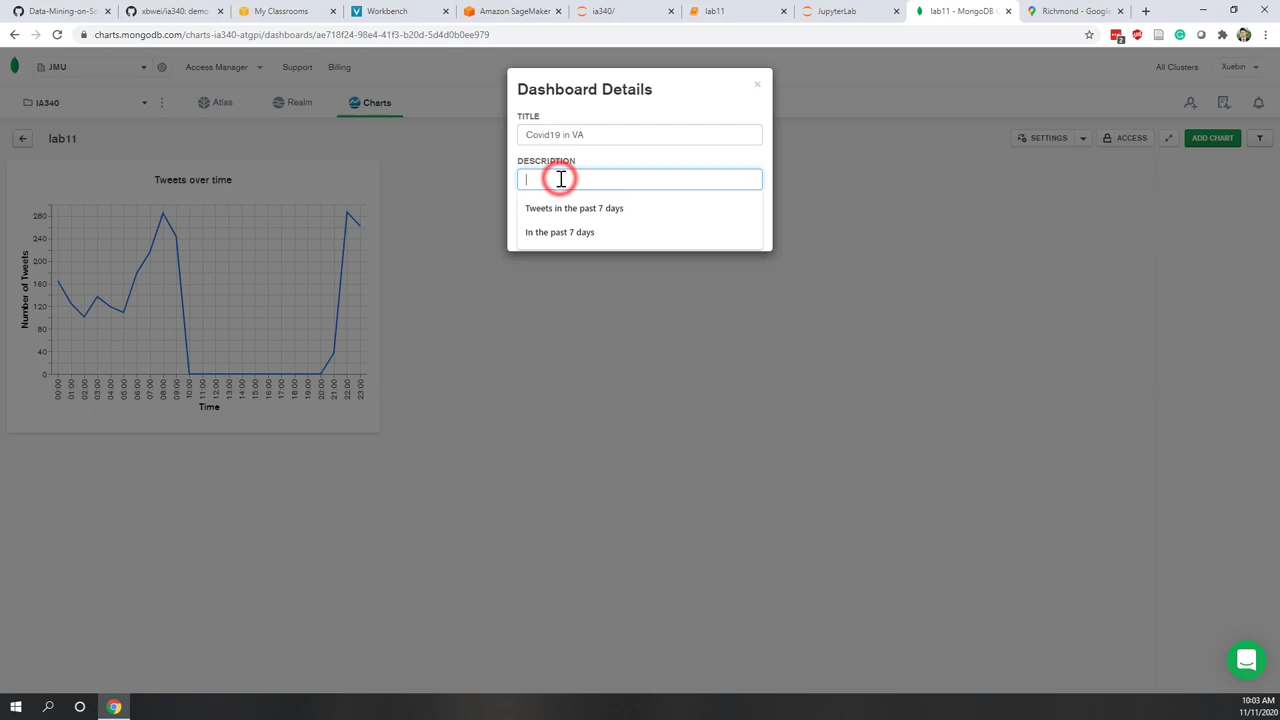 Data-Mining-on-So
xbwei/ia340: demo
My Classrooms
Workbench
Amazon SageMaker
ia340/
lab11
JupyterLab
lab11 - MongoDB C
Richmond - Google
charts.mongodb.com/charts-ia340-atgpi/dashboards/ae718f24-98e4-41f3-b20d-5d4d0b0ee979
2
JMU
Access Manager
Support
Billing
All Clusters
Xuebin
IA340
Atlas
Realm
Charts
lab11
SETTINGS
ACCESS
ADD CHART
Dashboard Details
×
TITLE
Covid19 in VA
DESCRIPTION
Tweets in the past 7 days
In the past 7 days
Tweets over time
Number of Tweets
280
240
200
160
120
80
40
0
00:00
01:00
02:00
03:00
04:00
05:00
06:00
07:00
08:00
09:00
10:00
11:00
12:00
13:00
14:00
15:00
16:00
17:00
18:00
19:00
20:00
21:00
22:00
23:00
Time
10:03 AM
11/11/2020